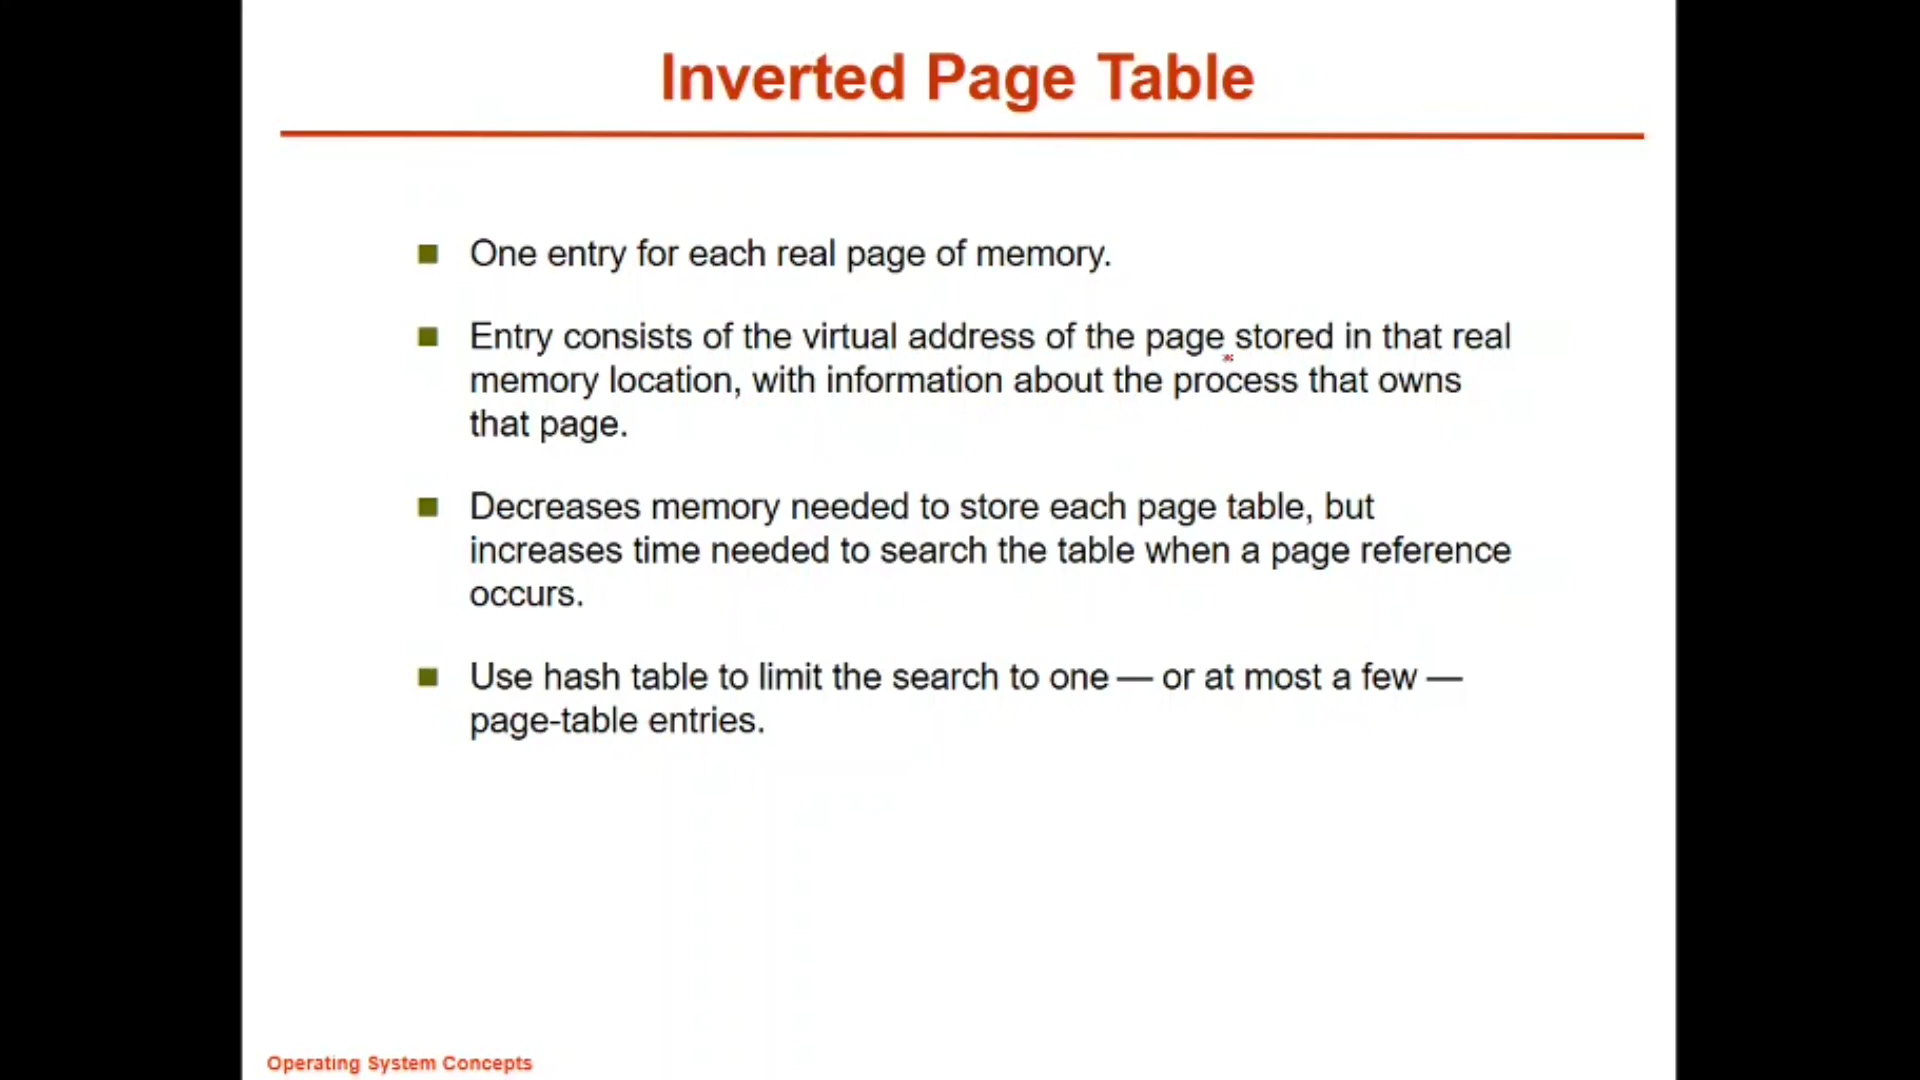 Inverted Page Table
One entry for each real page of memory.
Entry consists of the virtual address of the page stored in that real
memory location, with information about the process that owns
that page.
Decreases memory needed to store each page table, but
increases time needed to search the table when a page reference
occurs.
Use hash table to limit the search to one — or at most a few —
page-table entries.
Operating System Concepts